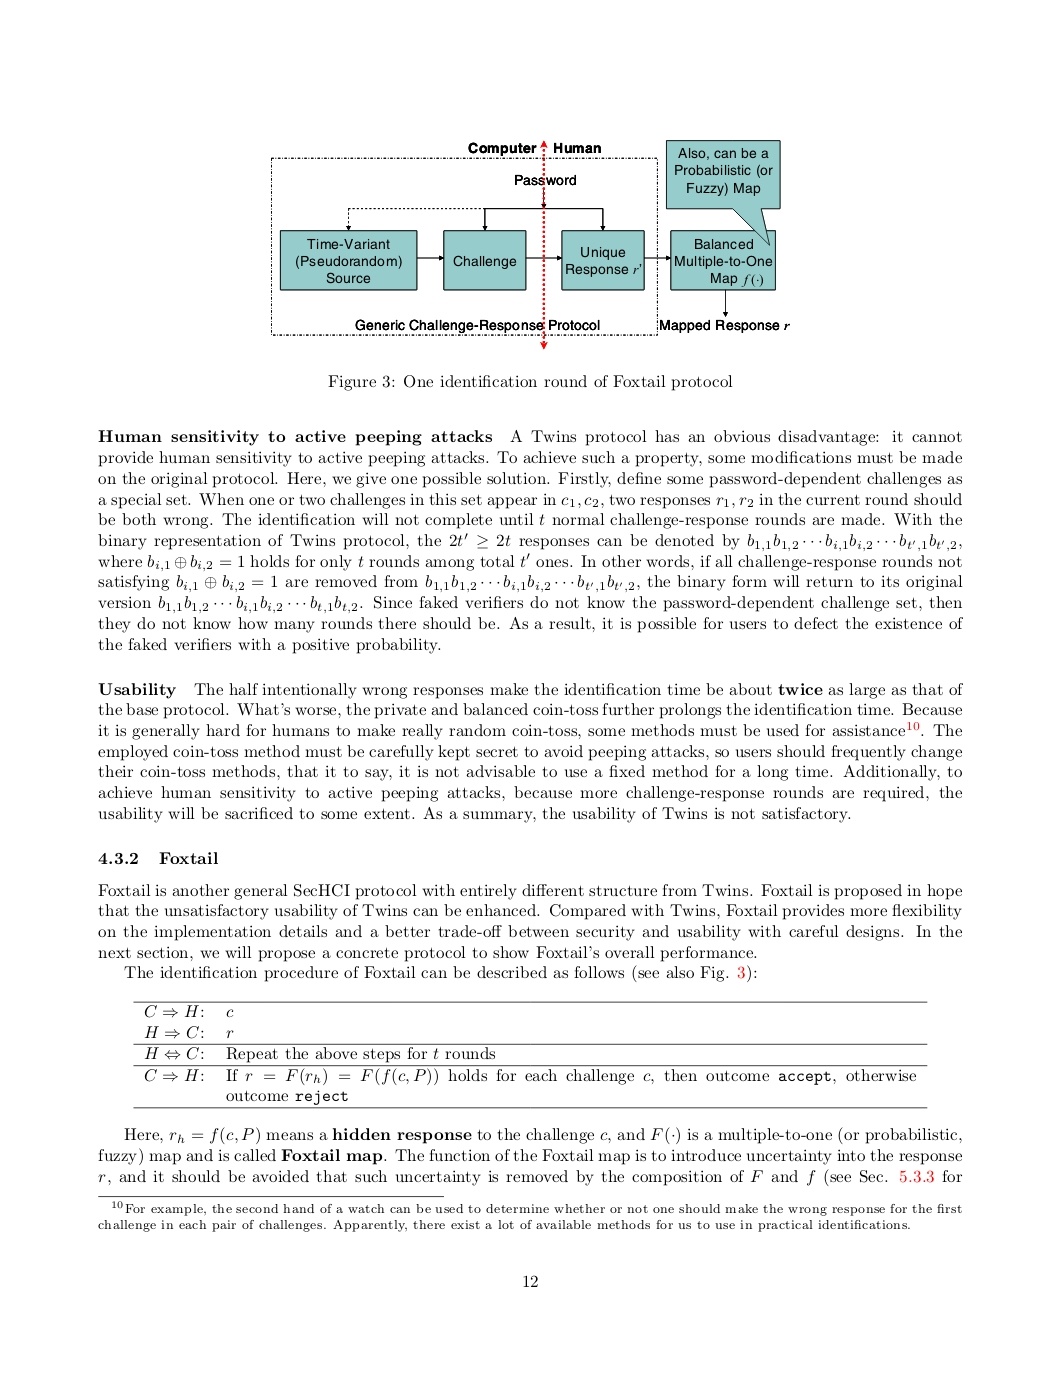 Computer Human
Also, can be a
Probabilistic (or
Fuzzy) Map
Password
Time-Variant
(Pseudorandom)
Source
Challenge
Unique
Response r'
Balanced
Multiple-to-One
Map f(·)
Generic Challenge-Response Protocol
Mapped Response r
Figure 3: One identification round of Foxtail protocol
Human sensitivity to active peeping attacks A Twins protocol has an obvious disadvantage: it cannot
provide human sensitivity to active peeping attacks. To achieve such a property, some modifications must be made
on the original protocol. Here, we give one possible solution. Firstly, define some password-dependent challenges as
a special set. When one or two challenges in this set appear in c₁, c₂, two responses r₁, r₂ in the current round should
be both wrong. The identification will not complete until t normal challenge-response rounds are made. With the
binary representation of Twins protocol, the 2t′ ≥ 2t responses can be denoted by b_{1,1}b_{1,2} ··· b_{i,1}b_{i,2} ··· b_{t′,1}b_{t′,2},
where b_{i,1} ⊕ b_{i,2} = 1 holds for only t rounds among total t′ ones. In other words, if all challenge-response rounds not
satisfying b_{i,1} ⊕ b_{i,2} = 1 are removed from b_{1,1}b_{1,2} ··· b_{i,1}b_{i,2} ··· b_{t′,1}b_{t′,2}, the binary form will return to its original
version b_{1,1}b_{1,2} ··· b_{i,1}b_{i,2} ··· b_{t,1}b_{t,2}. Since faked verifiers do not know the password-dependent challenge set, then
they do not know how many rounds there should be. As a result, it is possible for users to defect the existence of
the faked verifiers with a positive probability.
Usability The half intentionally wrong responses make the identification time be about twice as large as that of
the base protocol. What's worse, the private and balanced coin-toss further prolongs the identification time. Because
it is generally hard for humans to make really random coin-toss, some methods must be used for assistance¹⁰. The
employed coin-toss method must be carefully kept secret to avoid peeping attacks, so users should frequently change
their coin-toss methods, that it to say, it is not advisable to use a fixed method for a long time. Additionally, to
achieve human sensitivity to active peeping attacks, because more challenge-response rounds are required, the
usability will be sacrificed to some extent. As a summary, the usability of Twins is not satisfactory.
4.3.2 Foxtail
Foxtail is another general SecHCI protocol with entirely different structure from Twins. Foxtail is proposed in hope
that the unsatisfactory usability of Twins can be enhanced. Compared with Twins, Foxtail provides more flexibility
on the implementation details and a better trade-off between security and usability with careful designs. In the
next section, we will propose a concrete protocol to show Foxtail's overall performance.
The identification procedure of Foxtail can be described as follows (see also Fig. 3):
C ⇒ H: c
H ⇒ C: r
H ⇔ C: Repeat the above steps for t rounds
C ⇒ H: If r = F(r_h) = F(f(c, P)) holds for each challenge c, then outcome accept, otherwise
outcome reject
Here, r_h = f(c, P) means a hidden response to the challenge c, and F(·) is a multiple-to-one (or probabilistic,
fuzzy) map and is called Foxtail map. The function of the Foxtail map is to introduce uncertainty into the response
r, and it should be avoided that such uncertainty is removed by the composition of F and f (see Sec. 5.3.3 for
¹⁰For example, the second hand of a watch can be used to determine whether or not one should make the wrong response for the first
challenge in each pair of challenges. Apparently, there exist a lot of available methods for us to use in practical identifications.
12